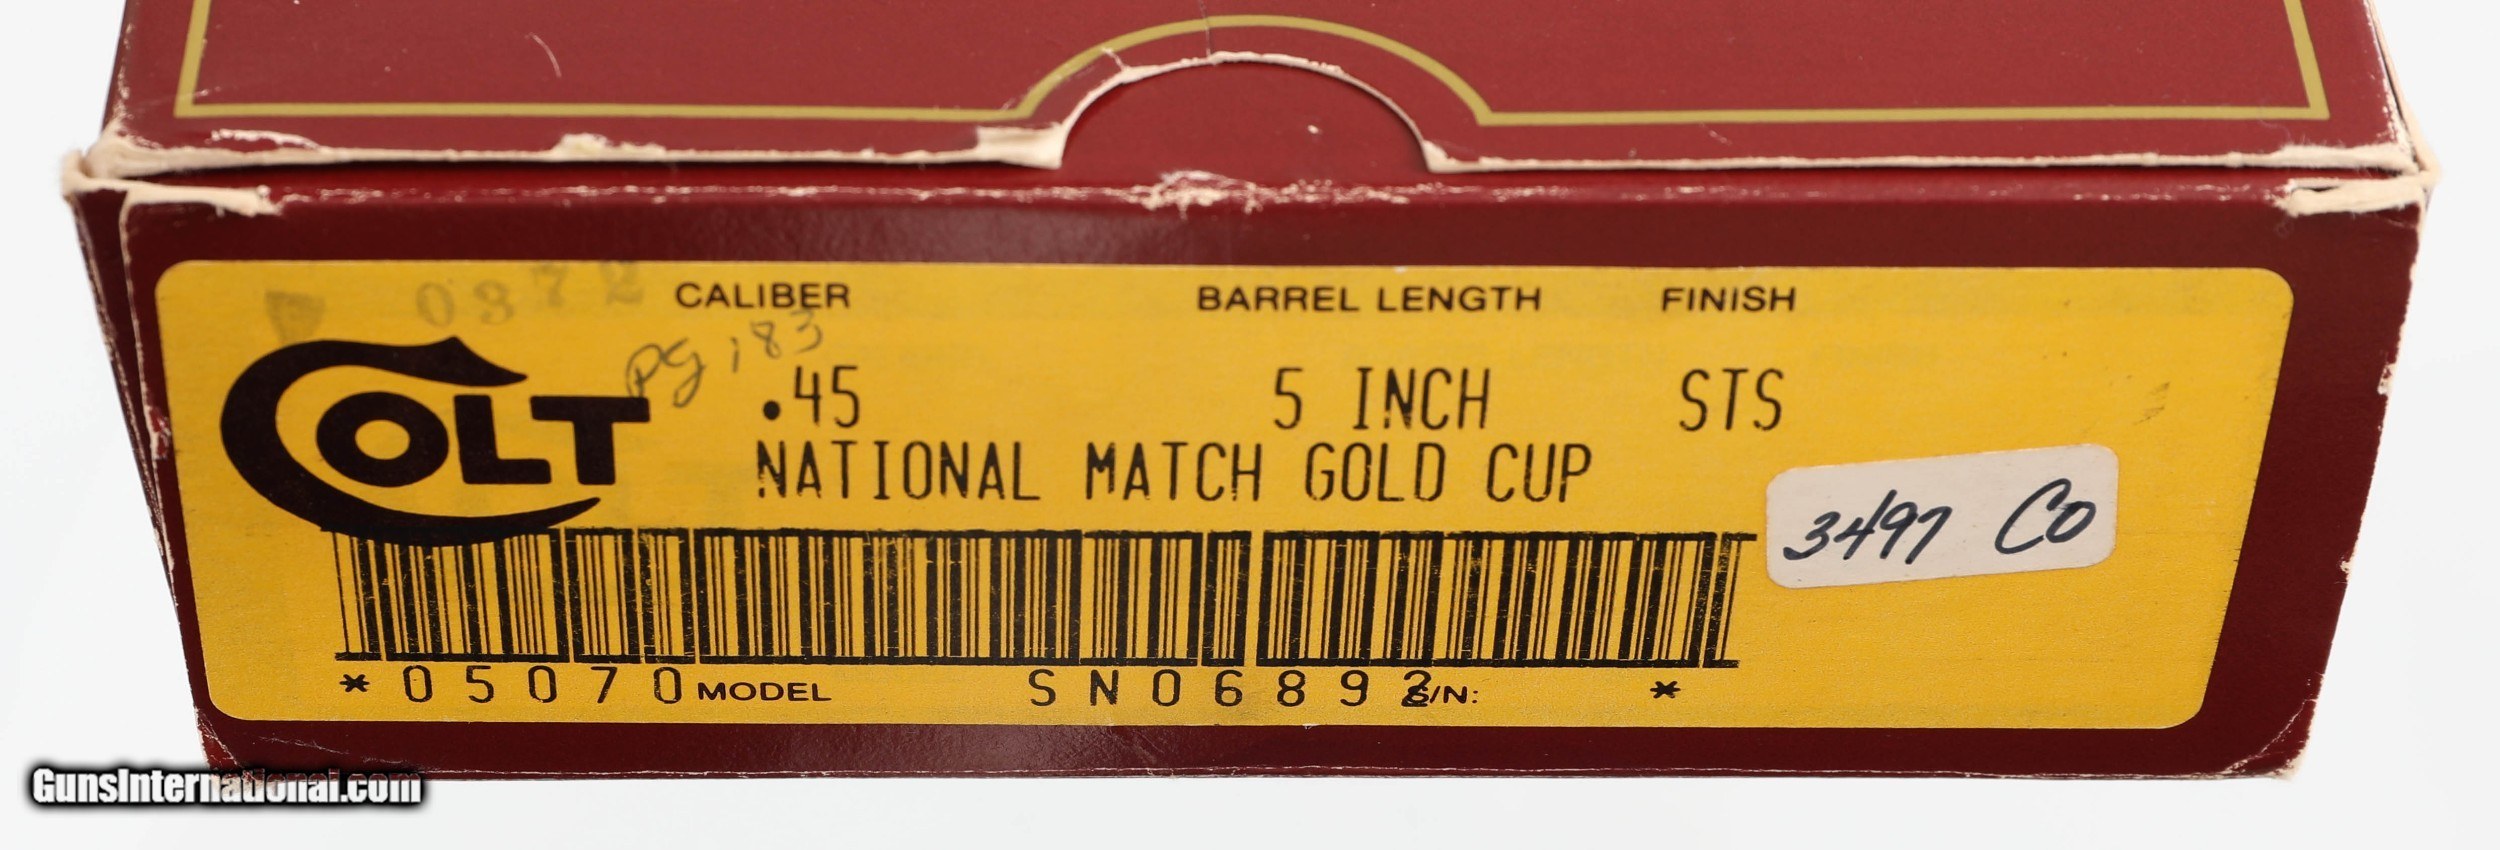 0372
CALIBER BARREL LENGTH FINISH
pg 183
COLT .45 5 INCH STS
NATIONAL MATCH GOLD CUP
3497 CO
*05070 MODEL SN06892 S/N: *
GunsInternational.com